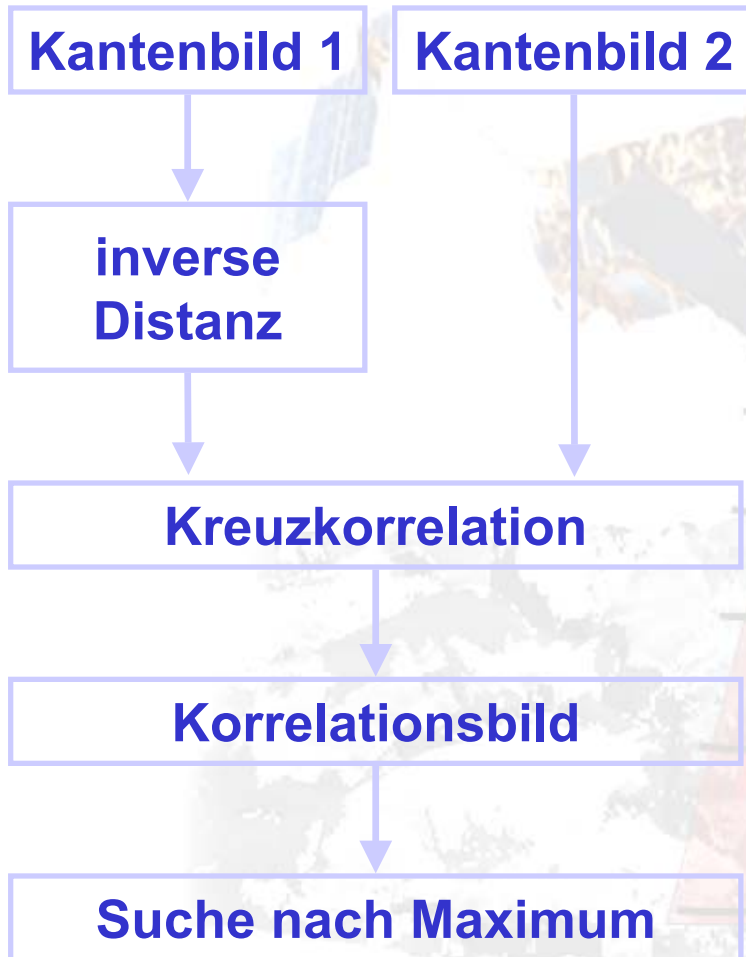 Kantenbild 1
Kantenbild 2
inverse
Distanz
Kreuzkorrelation
Korrelationsbild
Suche nach Maximum